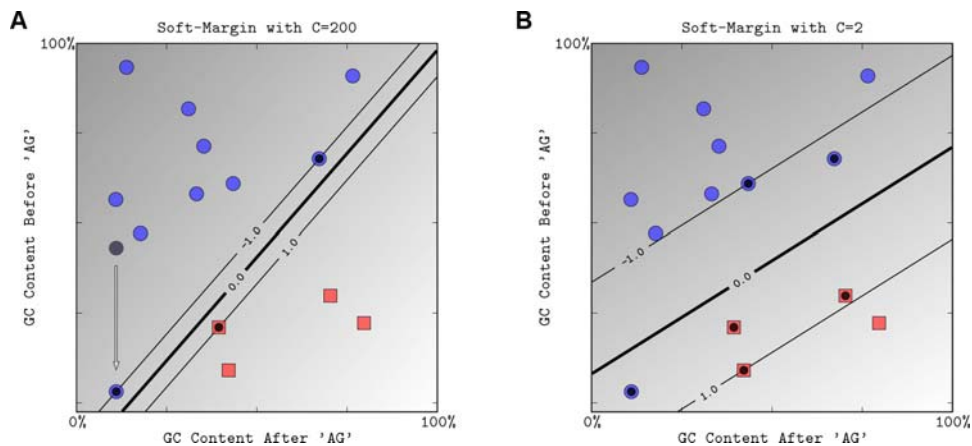 A
Soft-Margin with C=200
100%
GC Content Before 'AG'
-1.0
0.0
1.0
0%
GC Content After 'AG'
100%
B
Soft-Margin with C=2
100%
GC Content Before 'AG'
-1.0
0.0
1.0
0%
GC Content After 'AG'
100%